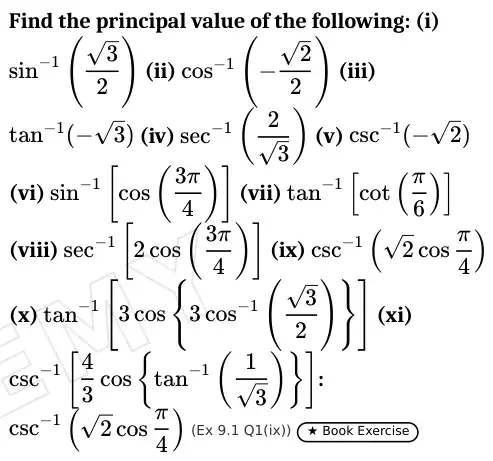 Find the principal value of the following: (i)
sin⁻¹ (√3/2) (ii) cos⁻¹ (−√2/2) (iii)
tan⁻¹(−√3) (iv) sec⁻¹ (2/√3) (v) csc⁻¹(−√2)
(vi) sin⁻¹ [cos (3π/4)] (vii) tan⁻¹ [cot (π/6)]
(viii) sec⁻¹ [2 cos (3π/4)] (ix) csc⁻¹ (√2 cos π/4)
(x) tan⁻¹ [3 cos {3 cos⁻¹ (√3/2)}] (xi)
csc⁻¹ [4/3 cos {tan⁻¹ (1/√3)}]:
csc⁻¹ (√2 cos π/4) (Ex 9.1 Q1(ix)) ★ Book Exercise